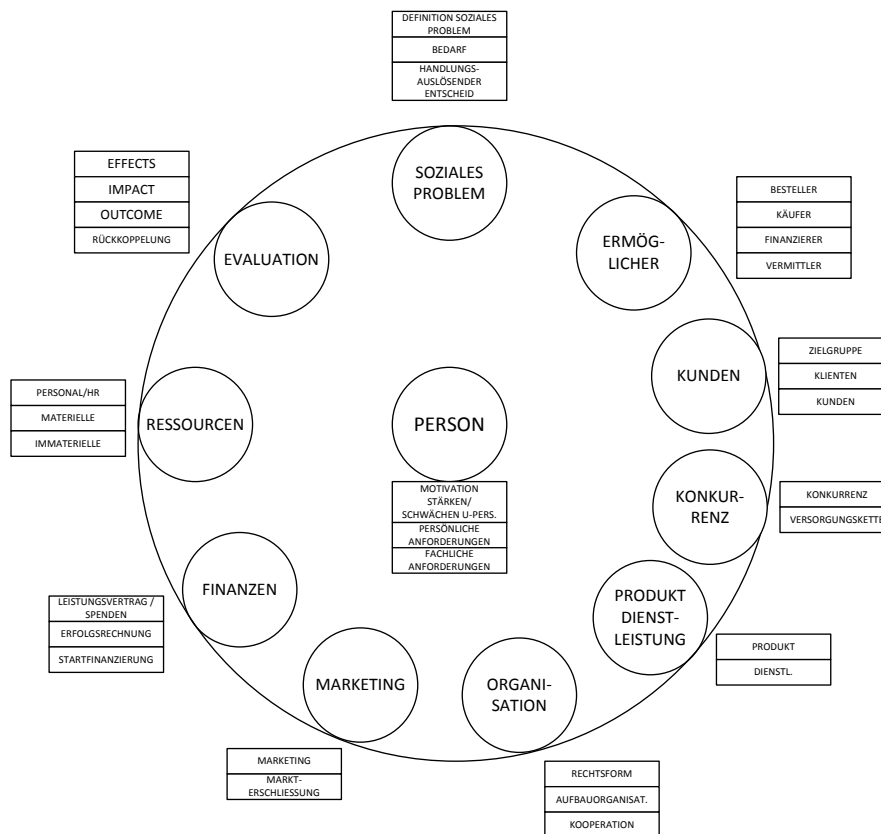 DEFINITION SOZIALES
PROBLEM
BEDARF
HANDLUNGS-
AUSLÖSENDER
ENTSCHEID
SOZIALES
PROBLEM
EFFECTS
IMPACT
OUTCOME
RÜCKKOPPELUNG
EVALUATION
ERMÖG-
LICHER
BESTELLER
KÄUFER
FINANZIERER
VERMITTLER
KUNDEN
ZIELGRUPPE
KLIENTEN
KUNDEN
PERSONAL/HR
MATERIELLE
IMMATERIELLE
RESSOURCEN
PERSON
MOTIVATION
STÄRKEN/
SCHWÄCHEN U-PERS.
PERSÖNLICHE
ANFORDERUNGEN
FACHLICHE
ANFORDERUNGEN
KONKUR-
RENZ
KONKURRENZ
VERSORGUNGSKETTE
FINANZEN
LEISTUNGSVERTRAG /
SPENDEN
ERFOLGSRECHNUNG
STARTFINANZIERUNG
PRODUKT
DIENST-
LEISTUNG
PRODUKT
DIENSTL.
MARKETING
MARKETING
MARKT-
ERSCHLIESSUNG
ORGANI-
SATION
RECHTSFORM
AUFBAUORGANISAT.
KOOPERATION